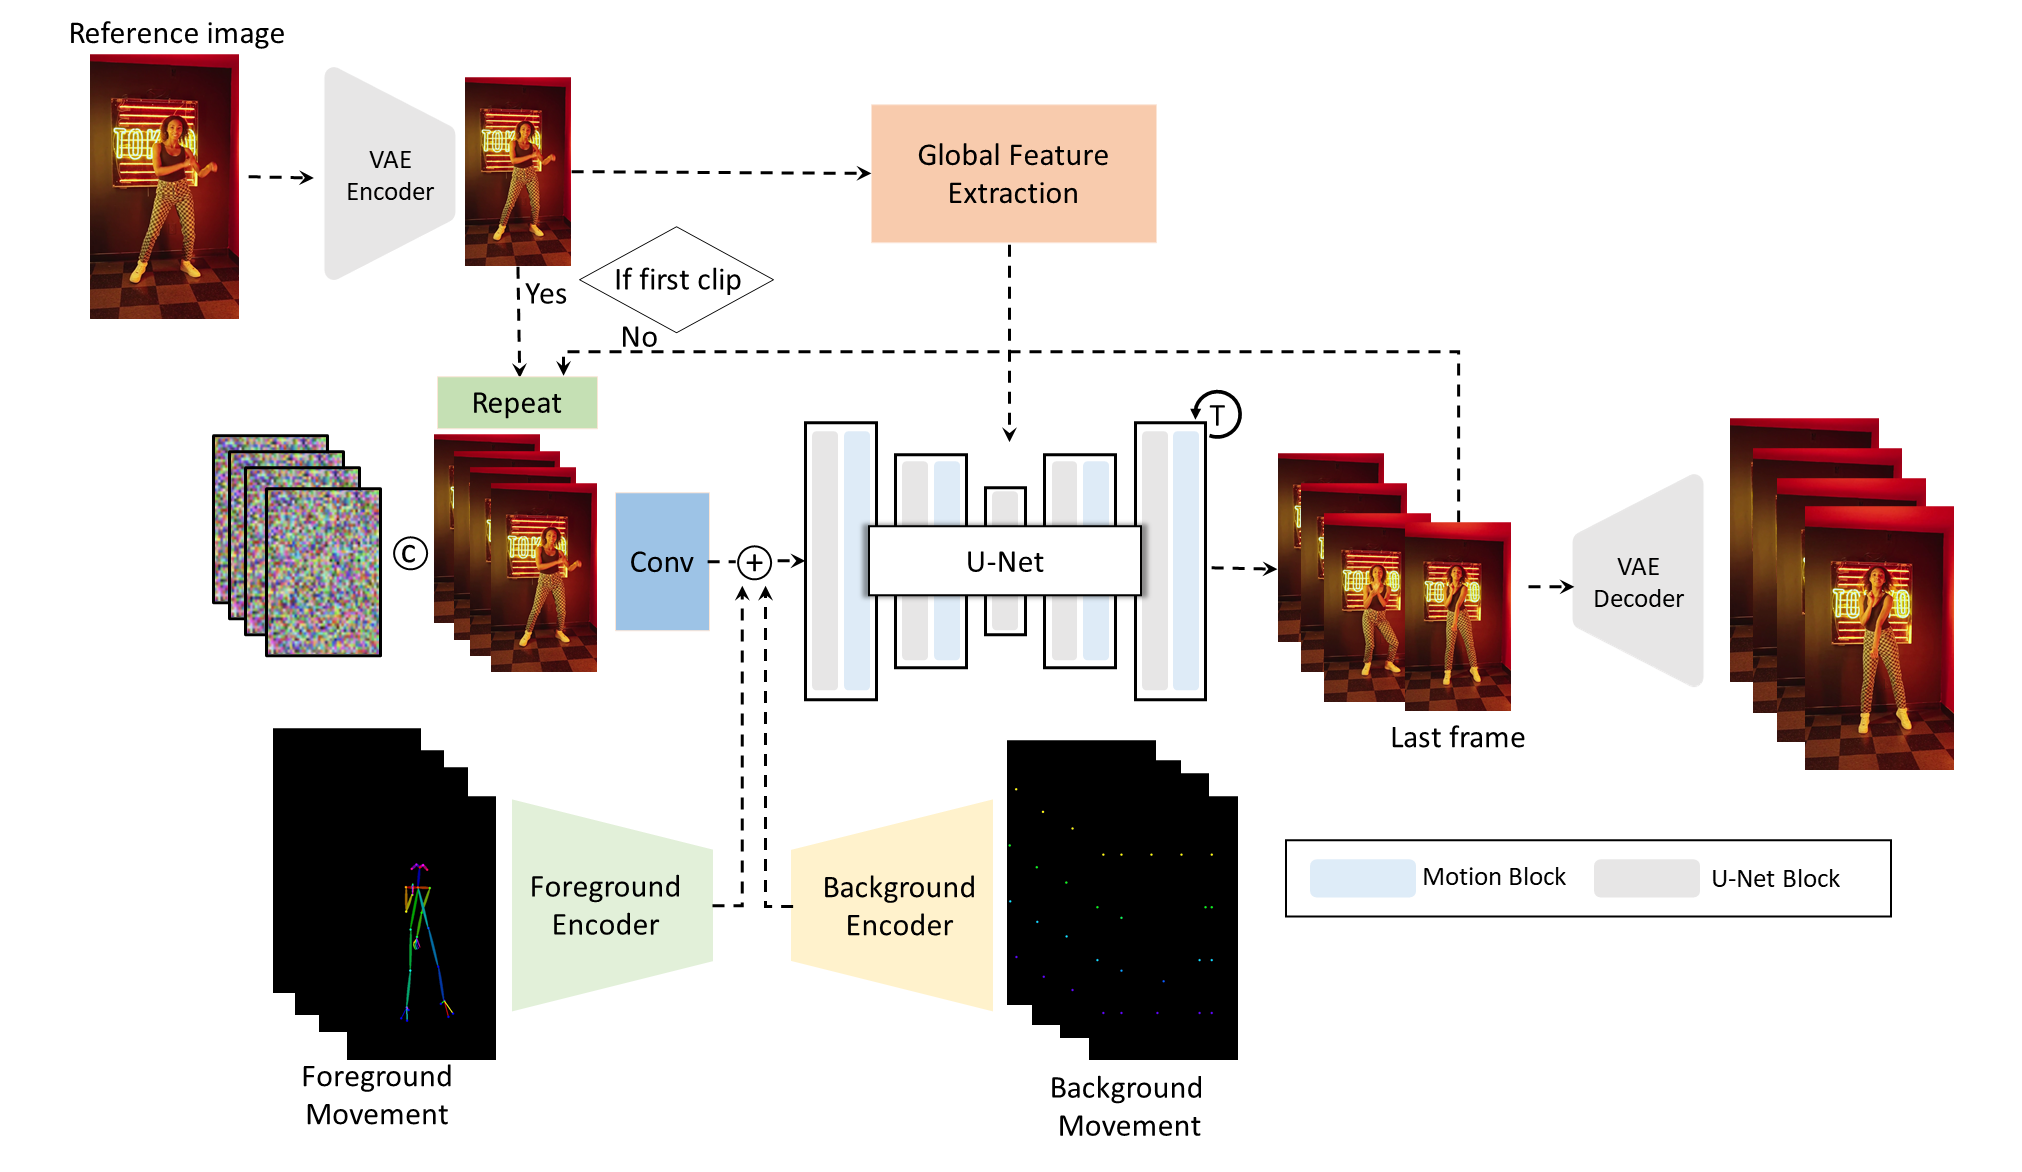 Reference image
VAE
Encoder
Global Feature
Extraction
If first clip
Yes
No
Repeat
T
C
Conv
+
U-Net
VAE
Decoder
Last frame
Foreground
Encoder
Background
Encoder
Motion Block
U-Net Block
Foreground
Movement
Background
Movement